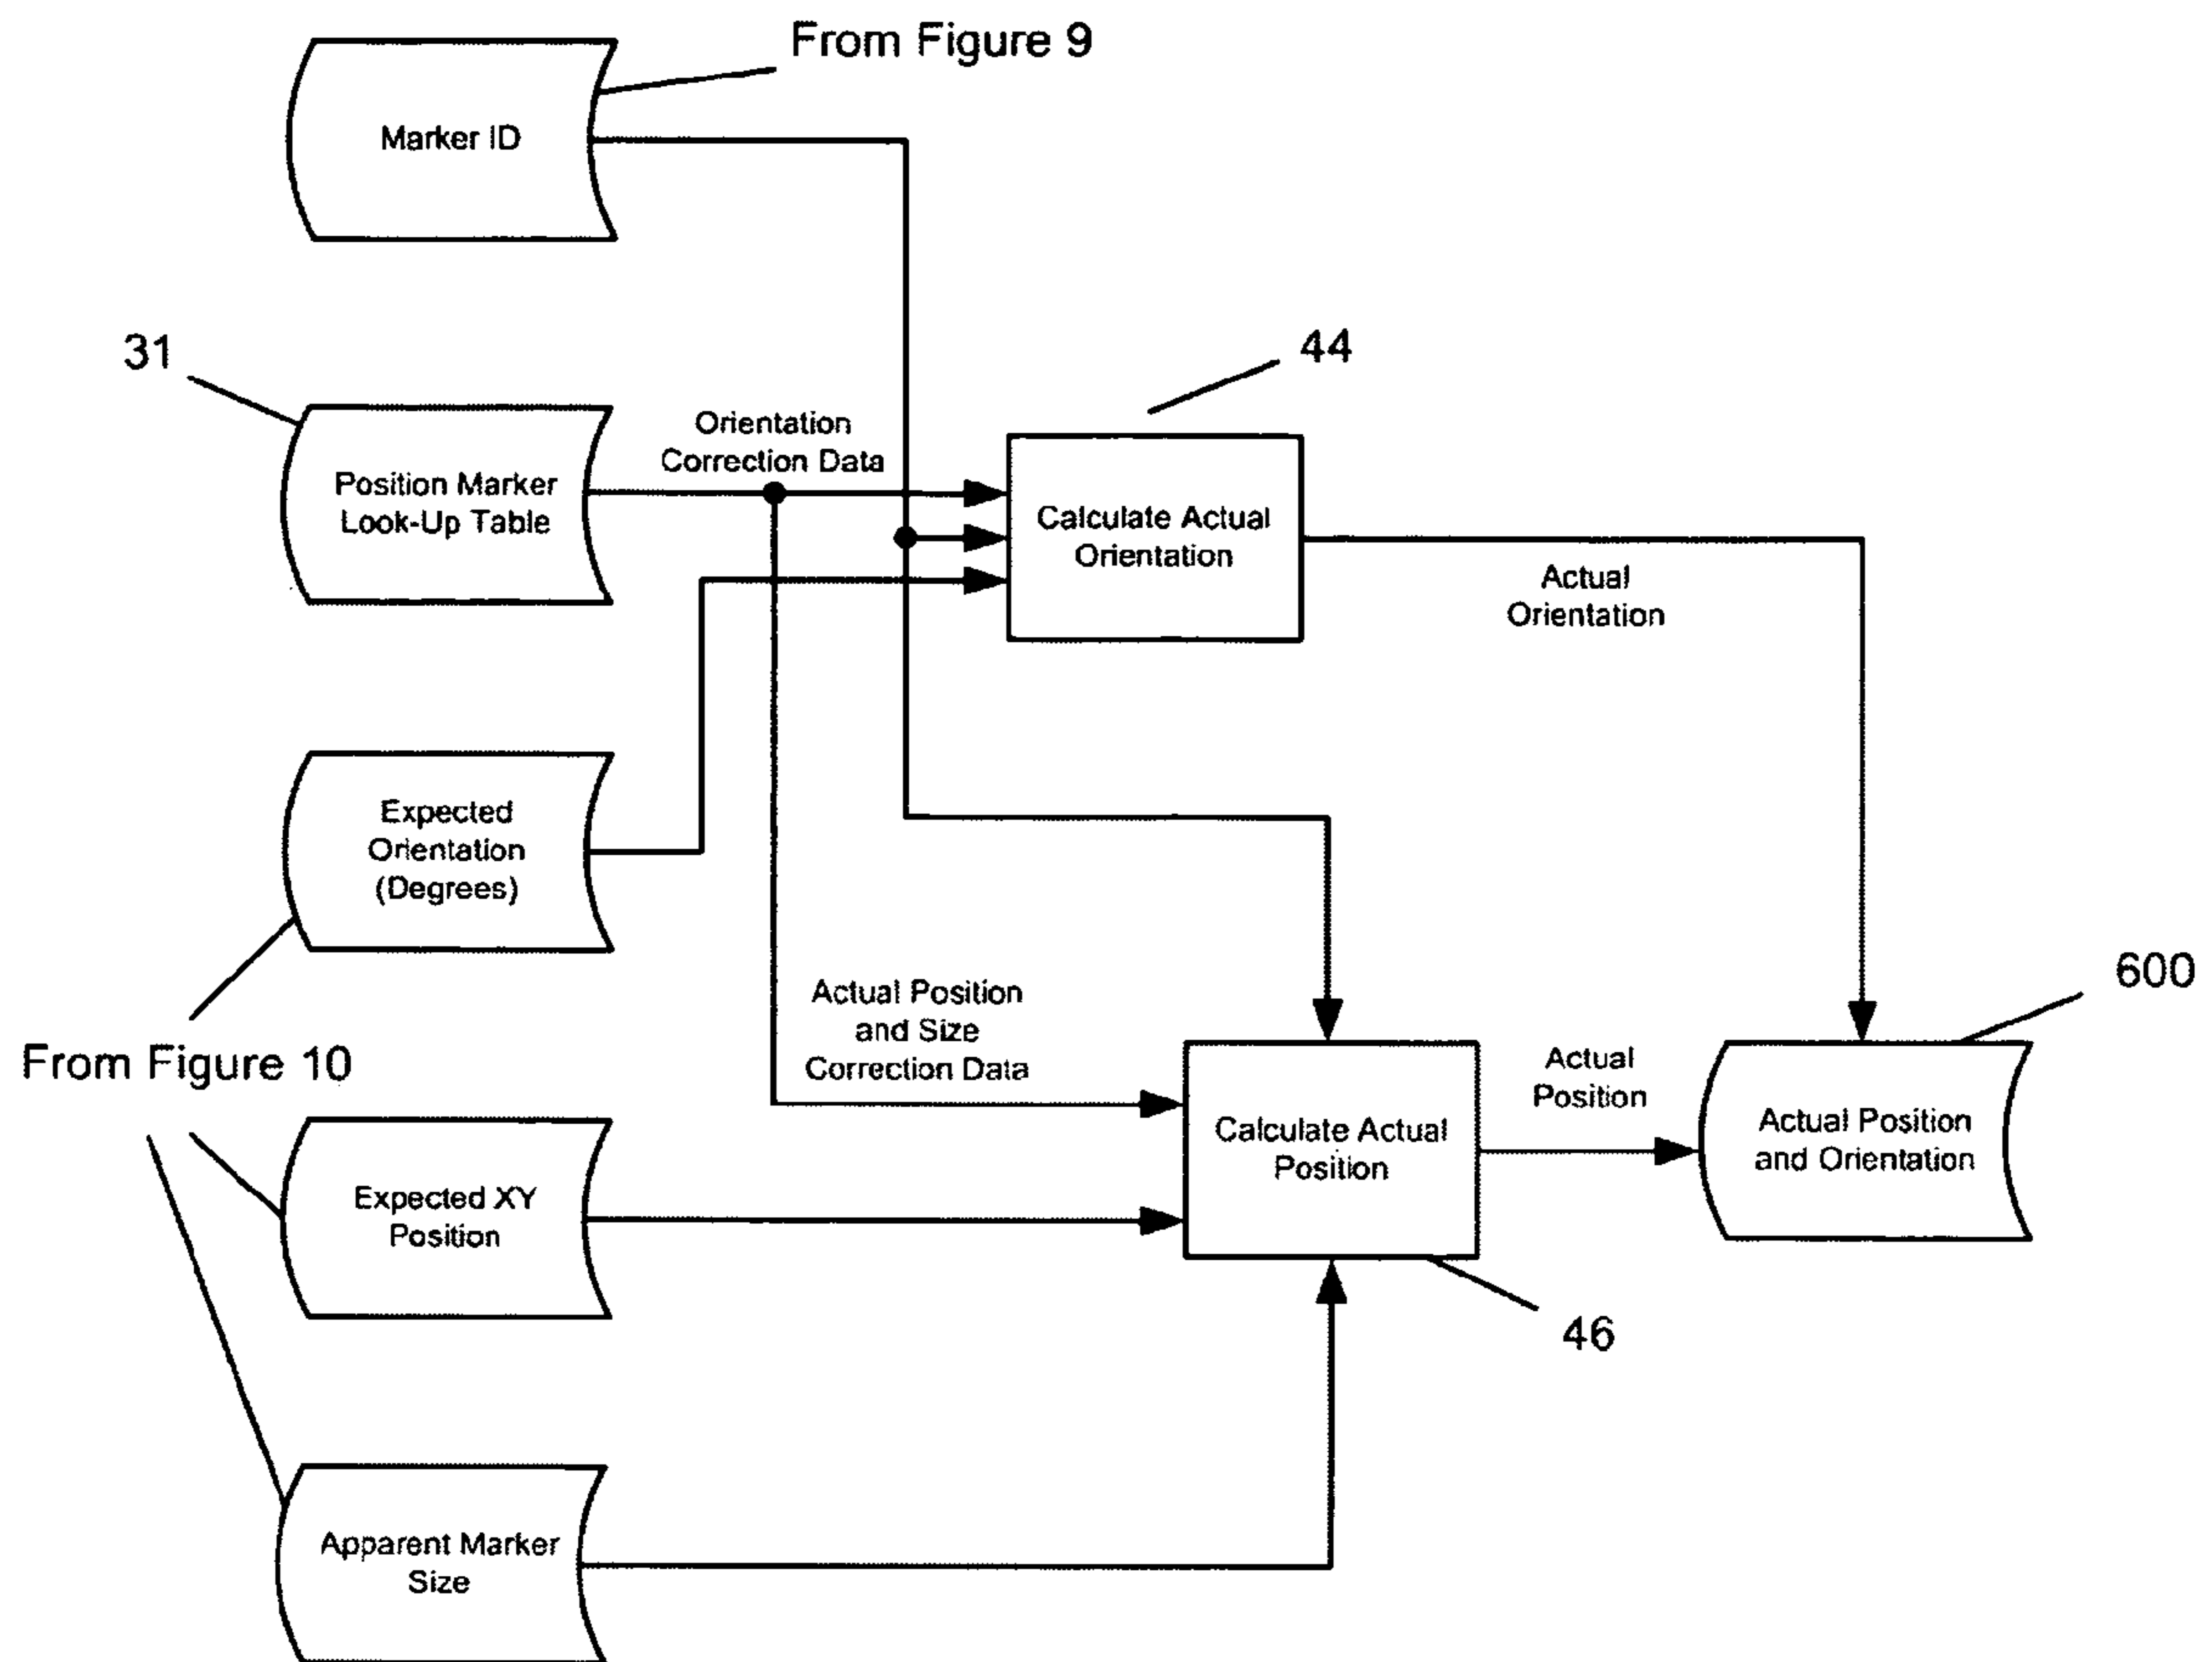 From Figure 9
Marker ID
31
44
Orientation
Correction Data
Position Marker
Look-Up Table
Calculate Actual
Orientation
Actual
Orientation
Expected
Orientation
(Degrees)
600
Actual Position
and Size
Correction Data
From Figure 10
Actual
Position
Calculate Actual
Position
Actual Position
and Orientation
Expected XY
Position
46
Apparent Marker
Size